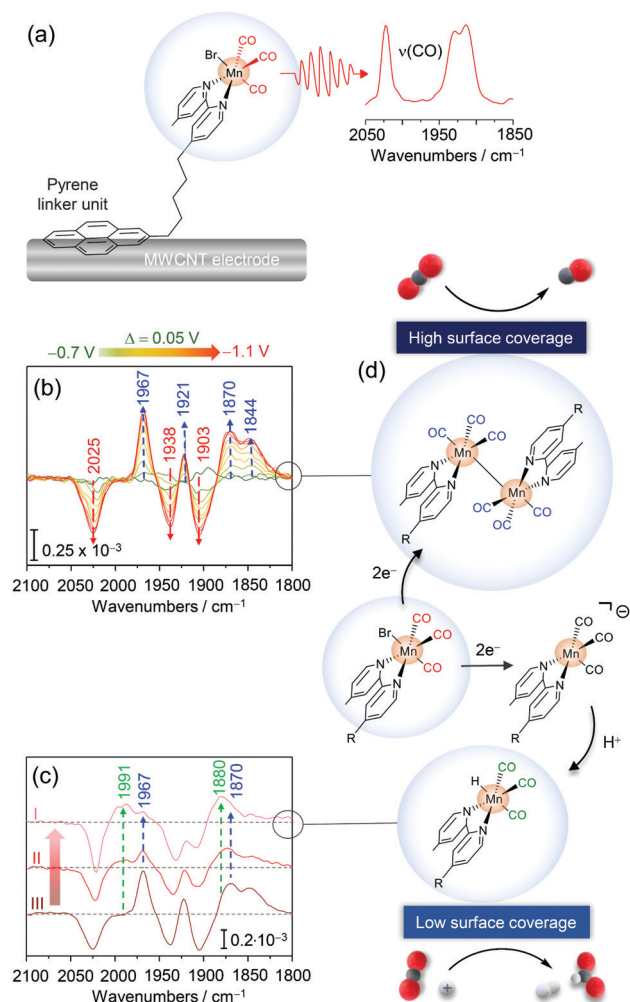 (a)
Br
CO
CO
CO
Mn
N
N
ν(CO)
2050
1950
1850
Wavenumbers / cm⁻¹
Pyrene
linker unit
MWCNT electrode
High surface coverage
−0.7 V
Δ = 0.05 V
−1.1 V
(b)
2025
1967
1938
1921
1903
1870
1844
0.25 x 10⁻³
2100 2050 2000 1950 1900 1850 1800
Wavenumbers / cm⁻¹
(d)
R
CO
OC
CO
Mn
N
N
N
N
Mn
OC
OC
CO
R
2e⁻
Br
CO
CO
CO
Mn
N
N
R
2e⁻
⊖
CO
CO
CO
Mn
N
N
R
H⁺
(c)
1991
1967
1880
1870
I
II
III
0.2·10⁻³
2100 2050 2000 1950 1900 1850 1800
Wavenumbers / cm⁻¹
H
CO
CO
CO
Mn
N
N
R
Low surface coverage
+
−